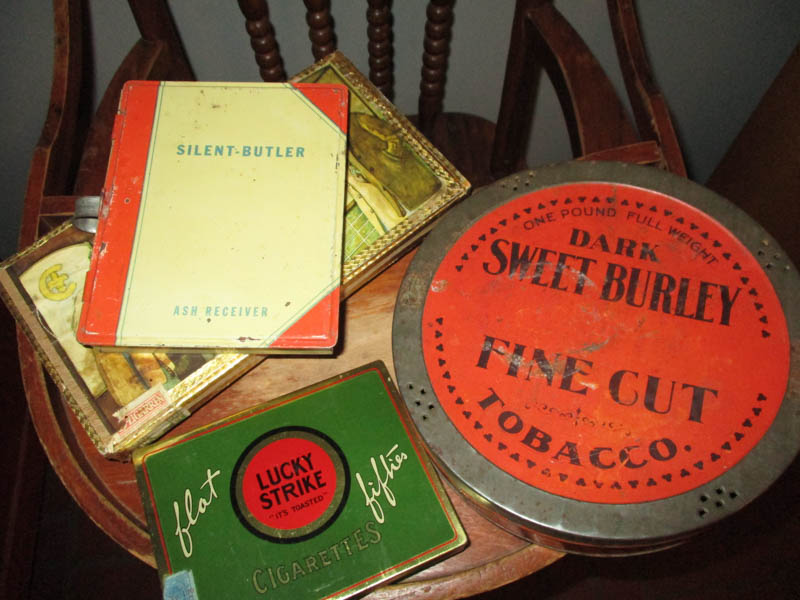 SILENT-BUTLER
ASH RECEIVER
ONE POUND FULL WEIGHT
DARK
SWEET BURLEY
FINE CUT
TOBACCO.
flat
LUCKY
STRIKE
"IT'S TOASTED"
fifties
CIGARETTES